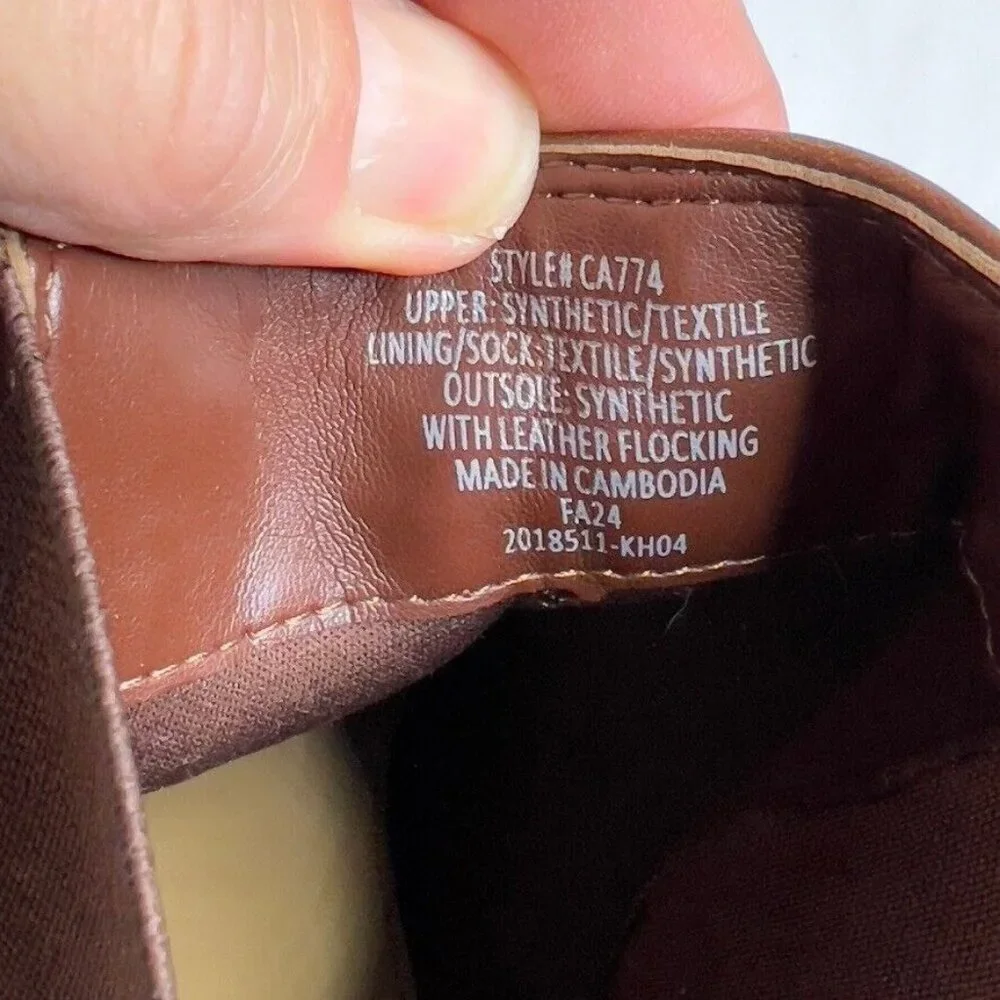 STYLE# CA774
UPPER: SYNTHETIC/TEXTILE
LINING/SOCK:TEXTILE/SYNTHETIC
OUTSOLE: SYNTHETIC
WITH LEATHER FLOCKING
MADE IN CAMBODIA
FA24
2018511-KH04